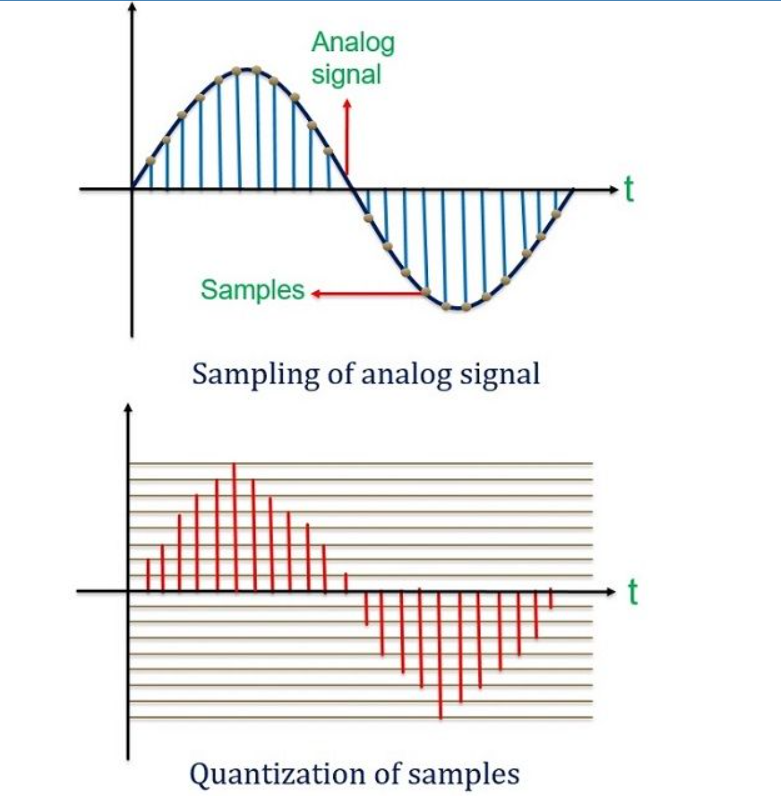 Analog
signal
t
Samples
Sampling of analog signal
t
Quantization of samples